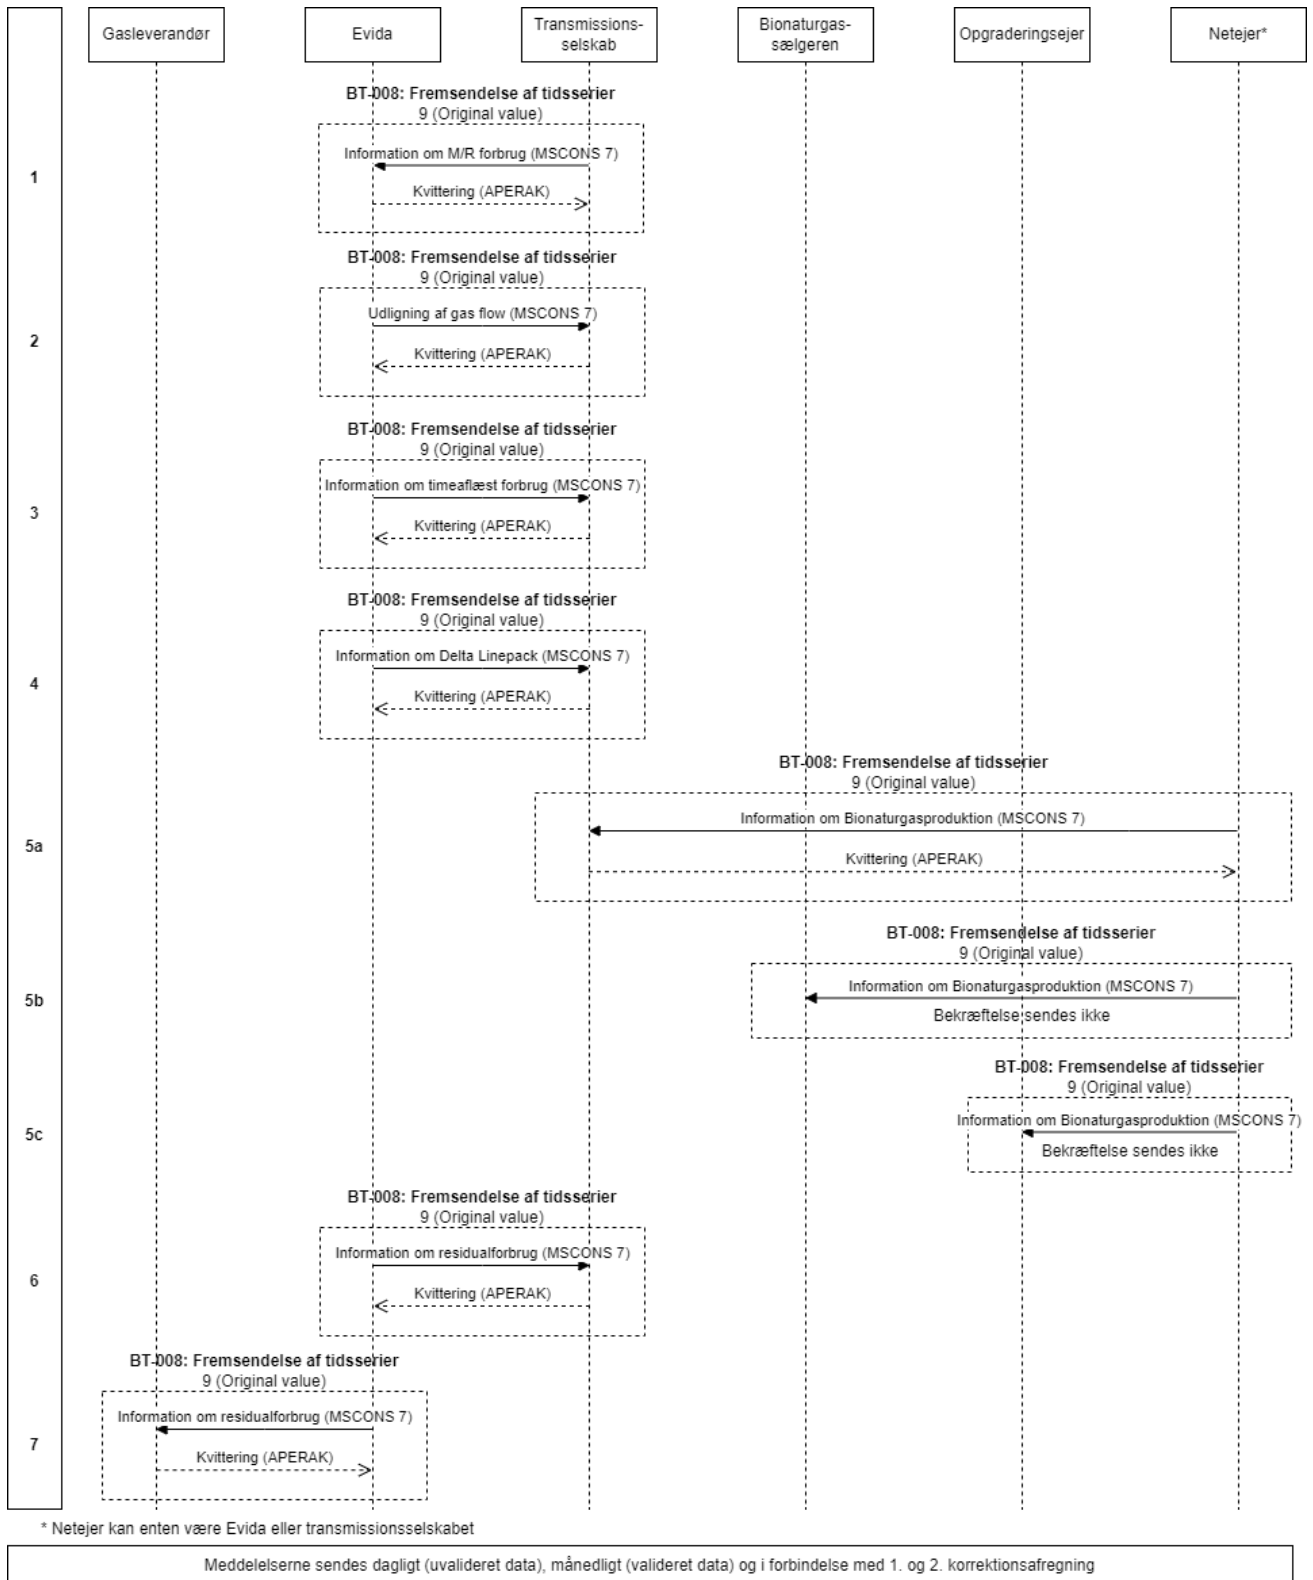 Gasleverandør
Evida
Transmissions-
selskab
Bionaturgas-
sælgeren
Opgraderingsejer
Netejer*
BT-008: Fremsendelse af tidsserier
9 (Original value)
1
Information om M/R forbrug (MSCONS 7)
Kvittering (APERAK)
BT-008: Fremsendelse af tidsserier
9 (Original value)
2
Udligning af gas flow (MSCONS 7)
Kvittering (APERAK)
BT-008: Fremsendelse af tidsserier
9 (Original value)
3
Information om timeaflæst forbrug (MSCONS 7)
Kvittering (APERAK)
BT-008: Fremsendelse af tidsserier
9 (Original value)
4
Information om Delta Linepack (MSCONS 7)
Kvittering (APERAK)
BT-008: Fremsendelse af tidsserier
9 (Original value)
5a
Information om Bionaturgasproduktion (MSCONS 7)
Kvittering (APERAK)
BT-008: Fremsendelse af tidsserier
9 (Original value)
5b
Information om Bionaturgasproduktion (MSCONS 7)
Bekræftelse sendes ikke
BT-008: Fremsendelse af tidsserier
9 (Original value)
5c
Information om Bionaturgasproduktion (MSCONS 7)
Bekræftelse sendes ikke
BT-008: Fremsendelse af tidsserier
9 (Original value)
6
Information om residualforbrug (MSCONS 7)
Kvittering (APERAK)
BT-008: Fremsendelse af tidsserier
9 (Original value)
7
Information om residualforbrug (MSCONS 7)
Kvittering (APERAK)
* Netejer kan enten være Evida eller transmissionsselskabet
Meddelelserne sendes dagligt (uvalideret data), månedligt (valideret data) og i forbindelse med 1. og 2. korrektionsafregning